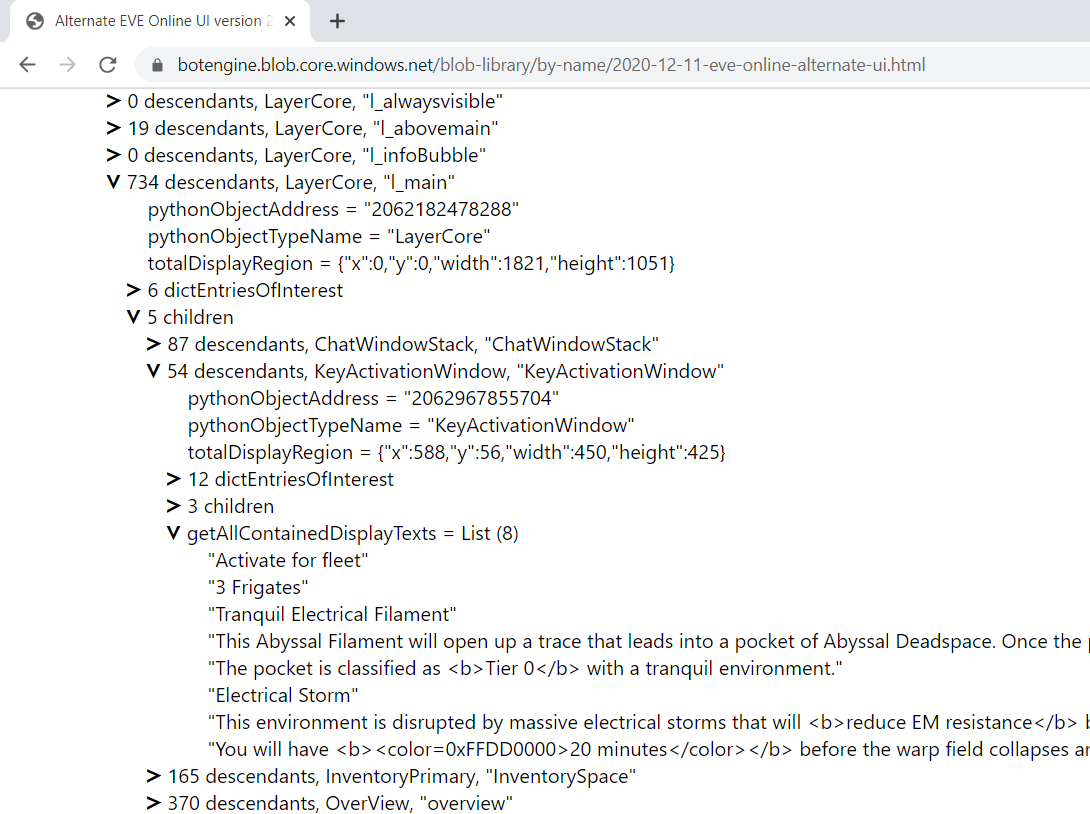 Alternate EVE Online UI version 2
botengine.blob.core.windows.net/blob-library/by-name/2020-12-11-eve-online-alternate-ui.html
> 0 descendants, LayerCore, "l_alwaysvisible"
> 19 descendants, LayerCore, "l_abovemain"
> 0 descendants, LayerCore, "l_infoBubble"
V 734 descendants, LayerCore, "l_main"
pythonObjectAddress = "2062182478288"
pythonObjectTypeName = "LayerCore"
totalDisplayRegion = {"x":0,"y":0,"width":1821,"height":1051}
> 6 dictEntriesOfInterest
V 5 children
> 87 descendants, ChatWindowStack, "ChatWindowStack"
V 54 descendants, KeyActivationWindow, "KeyActivationWindow"
pythonObjectAddress = "2062967855704"
pythonObjectTypeName = "KeyActivationWindow"
totalDisplayRegion = {"x":588,"y":56,"width":450,"height":425}
> 12 dictEntriesOfInterest
> 3 children
V getAllContainedDisplayTexts = List (8)
"Activate for fleet"
"3 Frigates"
"Tranquil Electrical Filament"
"This Abyssal Filament will open up a trace that leads into a pocket of Abyssal Deadspace. Once the
"The pocket is classified as <b>Tier 0</b> with a tranquil environment."
"Electrical Storm"
"This environment is disrupted by massive electrical storms that will <b>reduce EM resistance</b>
"You will have <b><color=0xFFDD0000>20 minutes</color></b> before the warp field collapses
> 165 descendants, InventoryPrimary, "InventorySpace"
> 370 descendants, OverView, "overview"